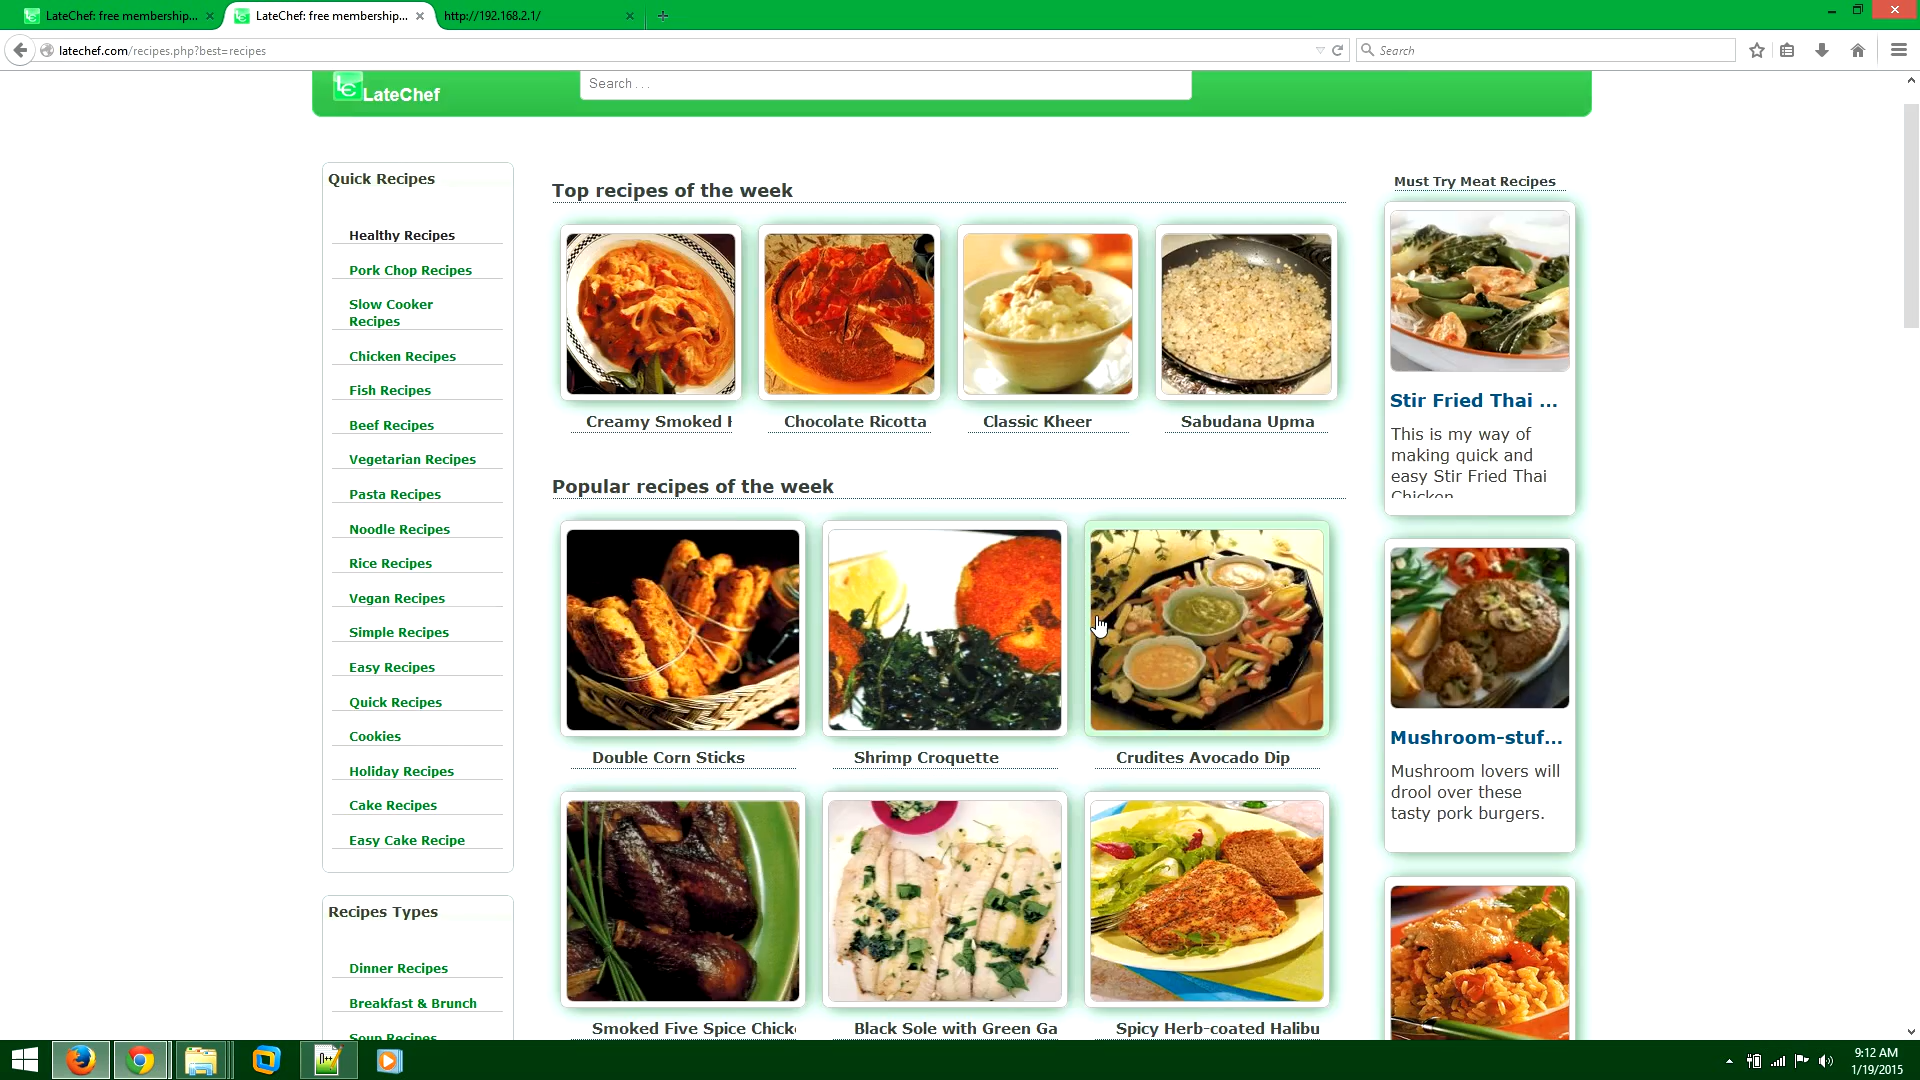 LateChef: free membership...
LateChef: free membership...
http://192.168.2.1/
latechef.com/recipes.php?best=recipes
Search
LateChef
Search . . .
Quick Recipes
Healthy Recipes
Pork Chop Recipes
Slow Cooker
Recipes
Chicken Recipes
Fish Recipes
Beef Recipes
Vegetarian Recipes
Pasta Recipes
Noodle Recipes
Rice Recipes
Vegan Recipes
Simple Recipes
Easy Recipes
Quick Recipes
Cookies
Holiday Recipes
Cake Recipes
Easy Cake Recipe
Recipes Types
Dinner Recipes
Breakfast & Brunch
Soup Recipes
Top recipes of the week
Creamy Smoked
Chocolate Ricotta
Classic Kheer
Sabudana Upma
Popular recipes of the week
Double Corn Sticks
Shrimp Croquette
Crudites Avocado Dip
Smoked Five Spice Chick
Black Sole with Green Ga
Spicy Herb-coated Halibu
Must Try Meat Recipes
Stir Fried Thai ...
This is my way of
making quick and
easy Stir Fried Thai
Chicken
Mushroom-stuf...
Mushroom lovers will
drool over these
tasty pork burgers.
9:12 AM
1/19/2015